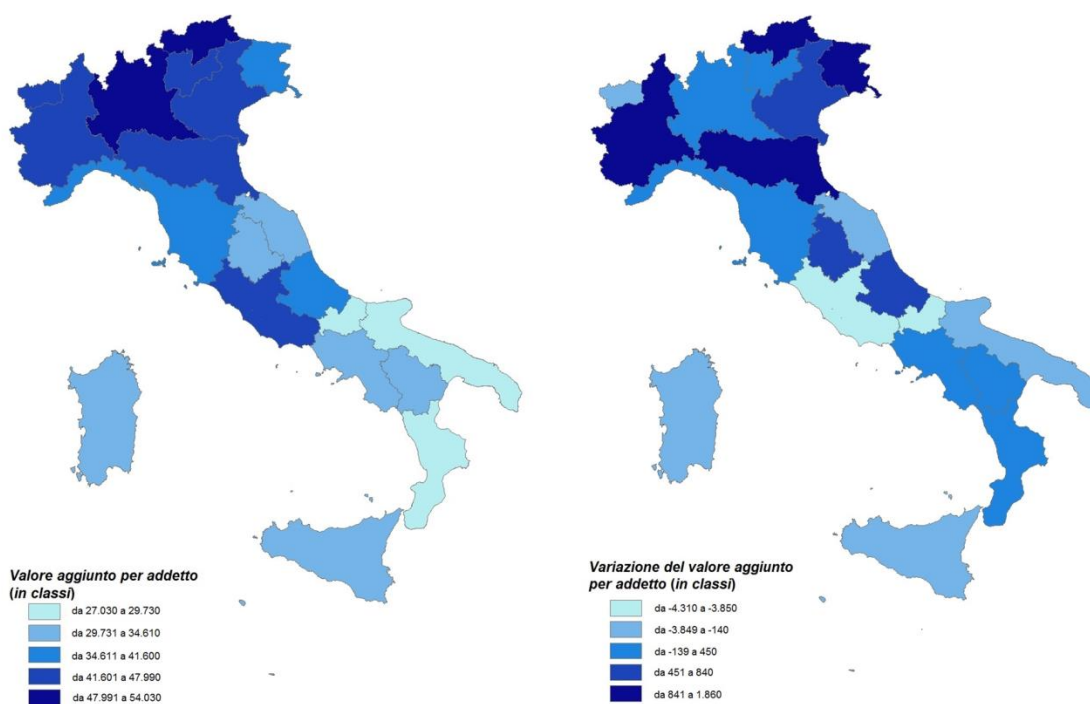 Valore aggiunto per addetto
(in classi)
da 27.030 a 29.730
da 29.731 a 34.610
da 34.611 a 41.600
da 41.601 a 47.990
da 47.991 a 54.030
Variazione del valore aggiunto
per addetto (in classi)
da -4.310 a -3.850
da -3.849 a -140
da -139 a 450
da 451 a 840
da 841 a 1.860